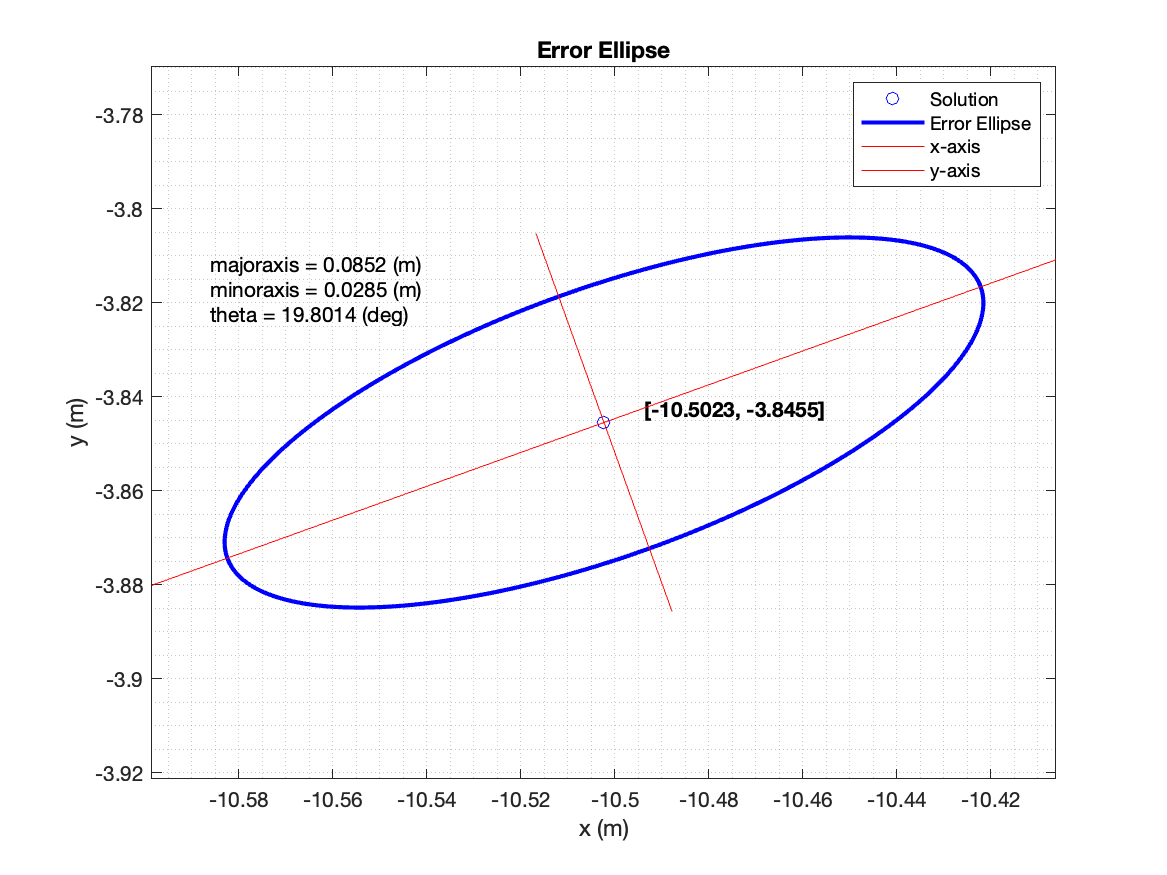 Error Ellipse
Solution
Error Ellipse
x-axis
y-axis
majoraxis = 0.0852 (m)
minoraxis = 0.0285 (m)
theta = 19.8014 (deg)
[-10.5023, -3.8455]
y (m)
-3.78
-3.8
-3.82
-3.84
-3.86
-3.88
-3.9
-3.92
-10.58 -10.56 -10.54 -10.52 -10.5 -10.48 -10.46 -10.44 -10.42
x (m)